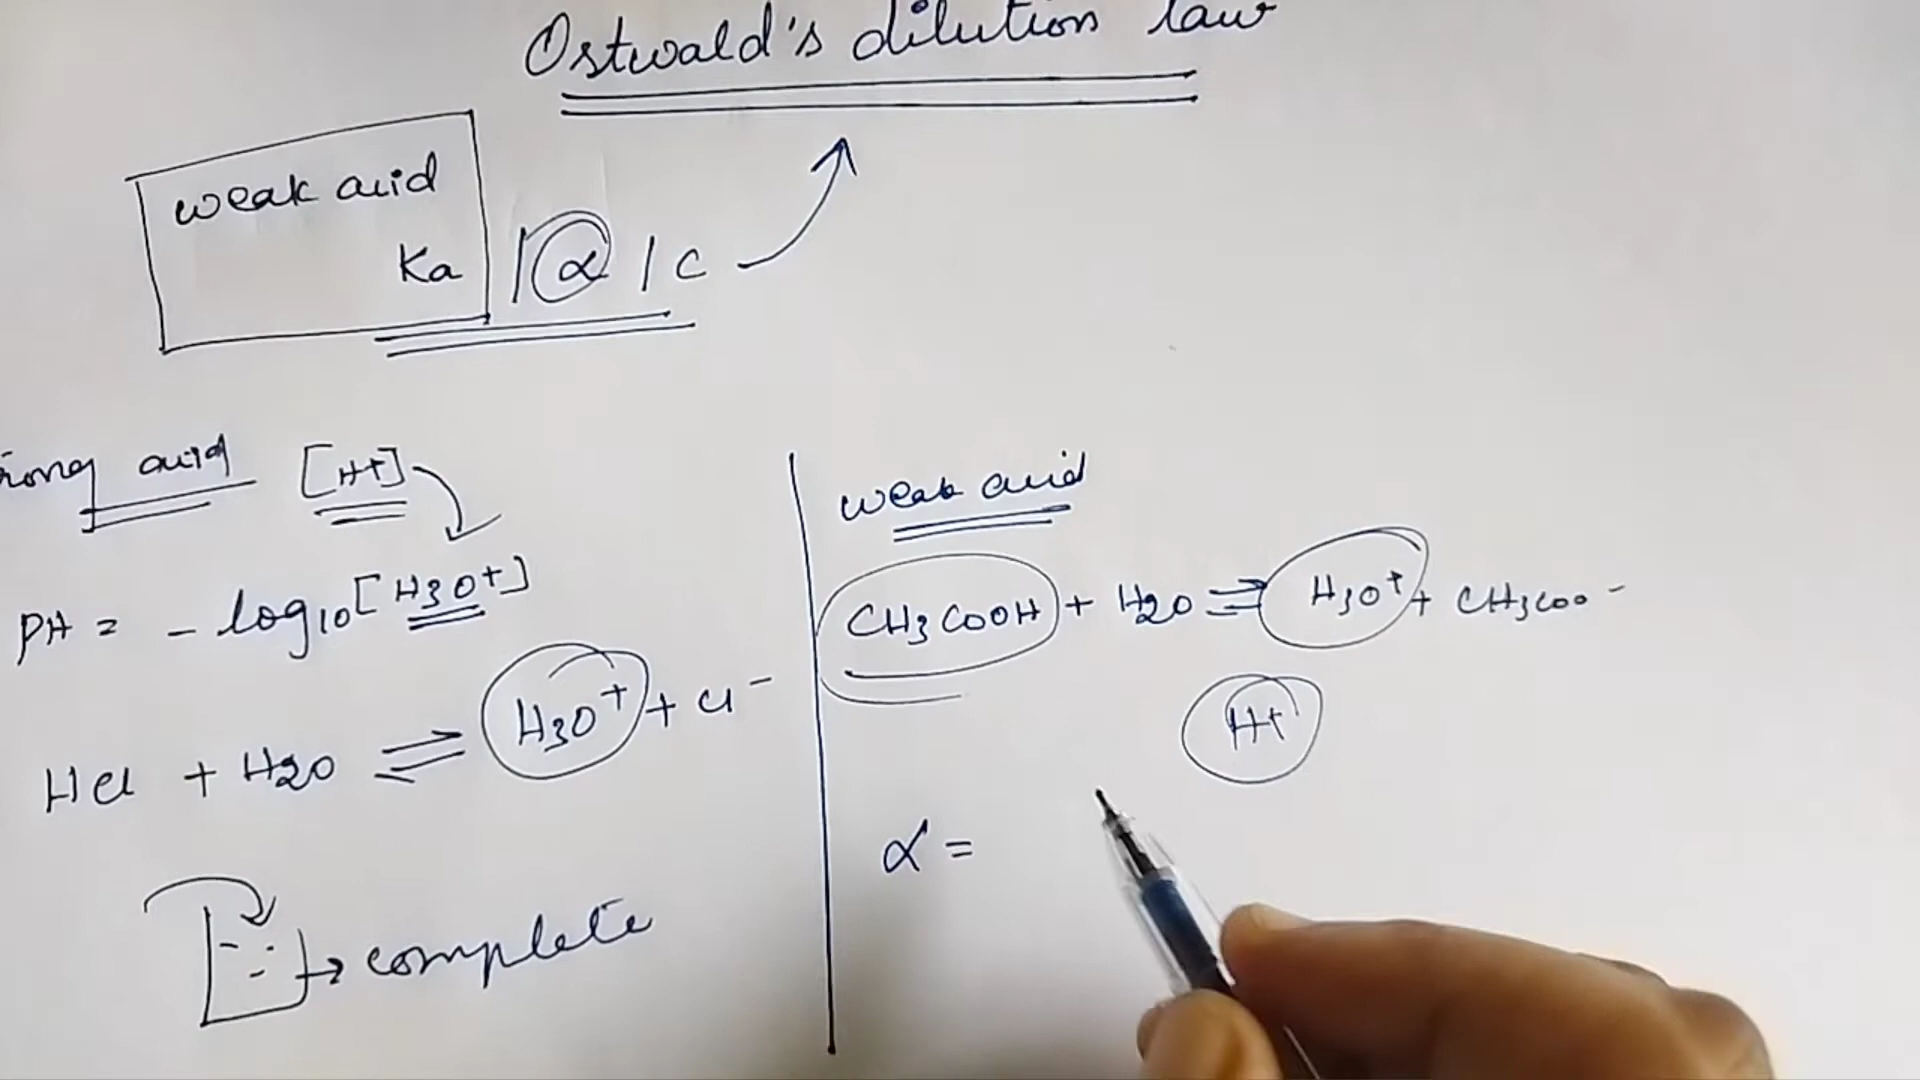 Ostwald's dilution law
weak acid
Ka | α | c
rong acid [H+]
PH = - log10 [H3O+]
HCl + H2O ⇌ H3O+ + Cl-
→ complete
weak acid
CH3COOH + H2O ⇌ H3O+ + CH3COO-
H+
α =